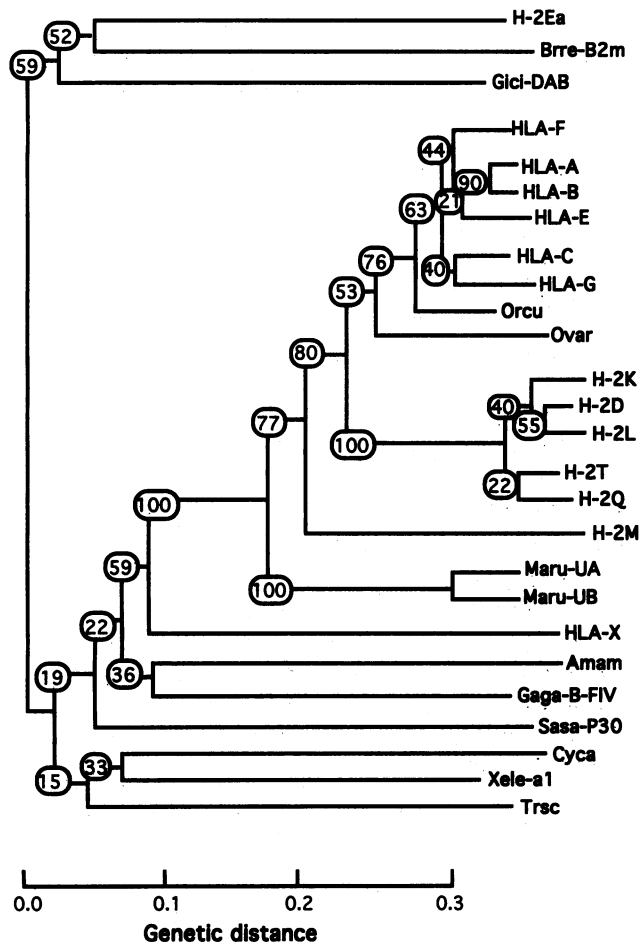 H-2Ea
52
Brre-B2m
59
Gici-DAB
HLA-F
44
HLA-A
90
HLA-B
21
63
HLA-E
HLA-C
76
40
HLA-G
53
Orcu
Ovar
80
H-2K
40
H-2D
55
H-2L
77
100
H-2T
22
H-2Q
100
H-2M
59
Maru-UA
100
Maru-UB
22
HLA-X
19
36
Amam
Gaga-B-FIV
Sasa-P30
33
Cyca
15
Xele-a1
Trsc
0.0 0.1 0.2 0.3
Genetic distance